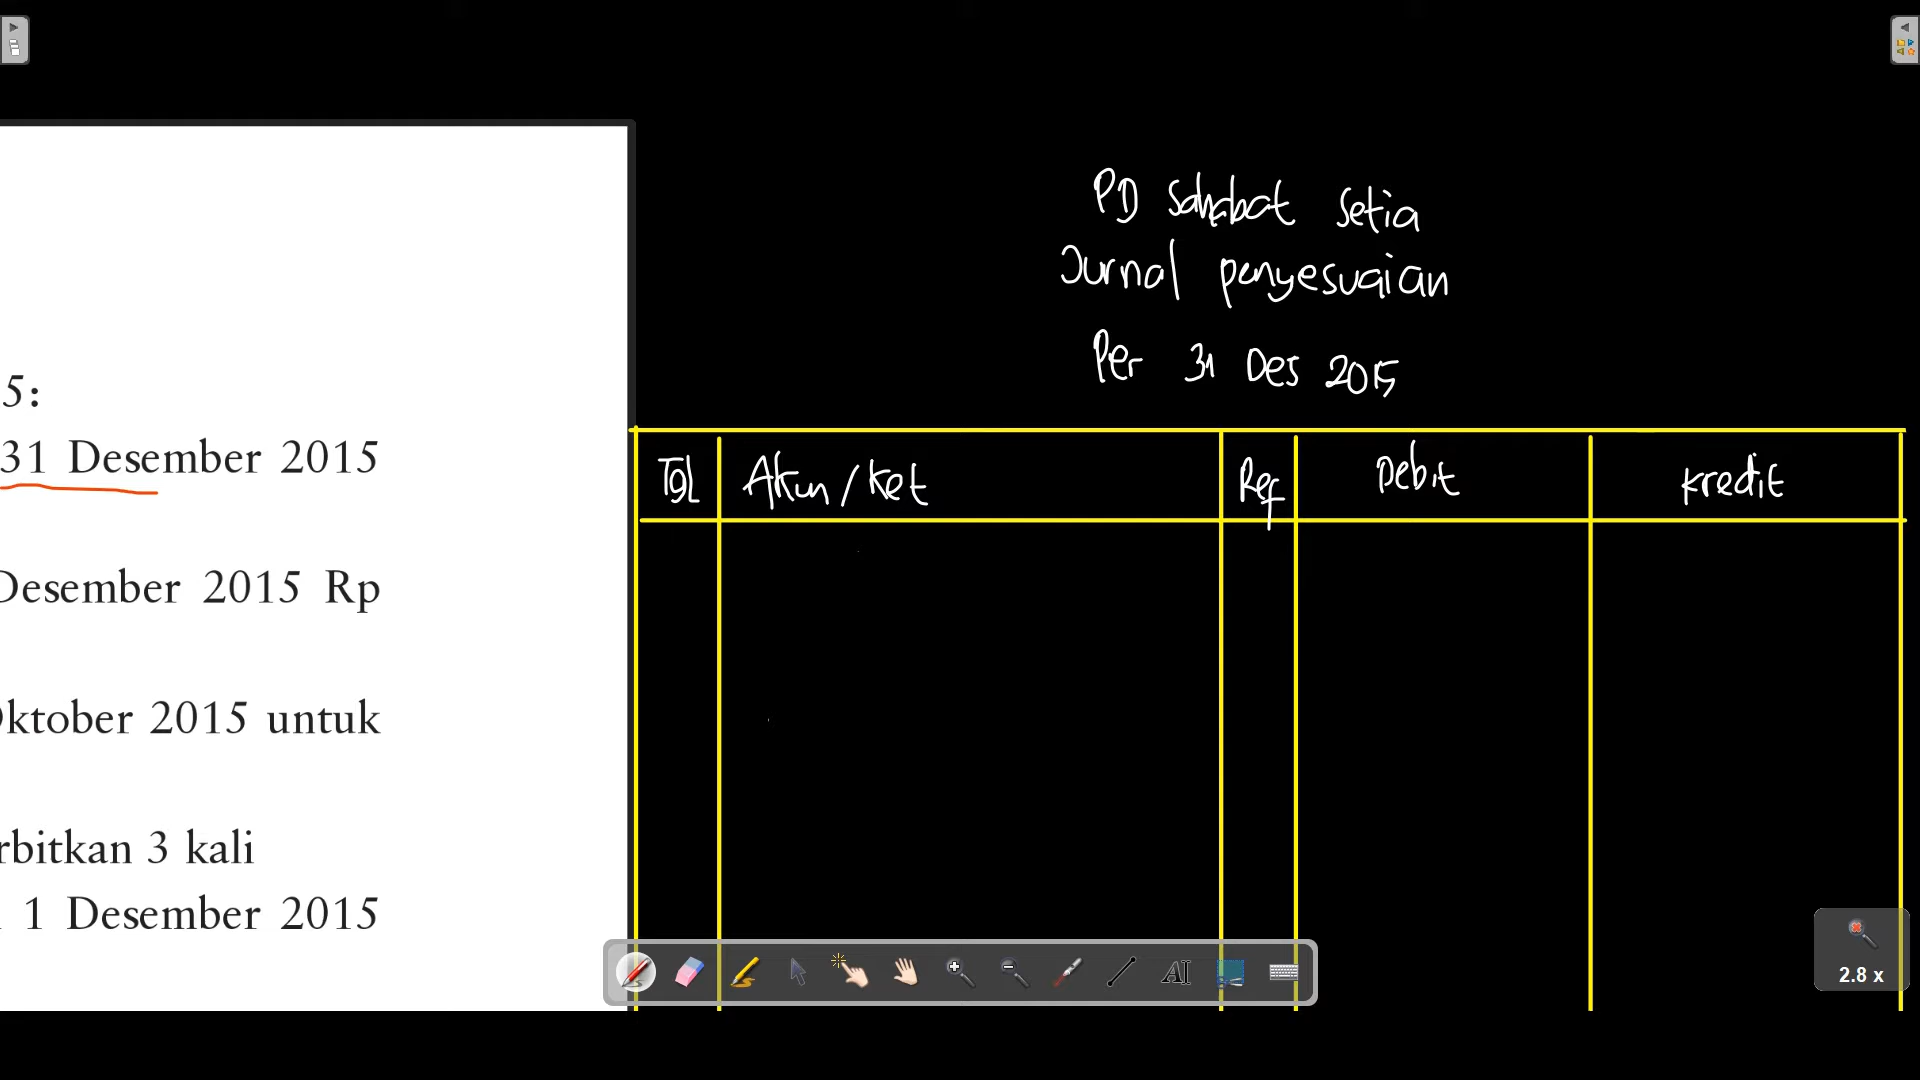 5:
31 Desember 2015
Desember 2015 Rp
ktober 2015 untuk
rbitkan 3 kali
1 Desember 2015
PD Sahabat Setia
Jurnal penyesuaian
Per 31 Des 2015
Tgl Akun/Ket Ref Debit Kredit
AI
2.8 x